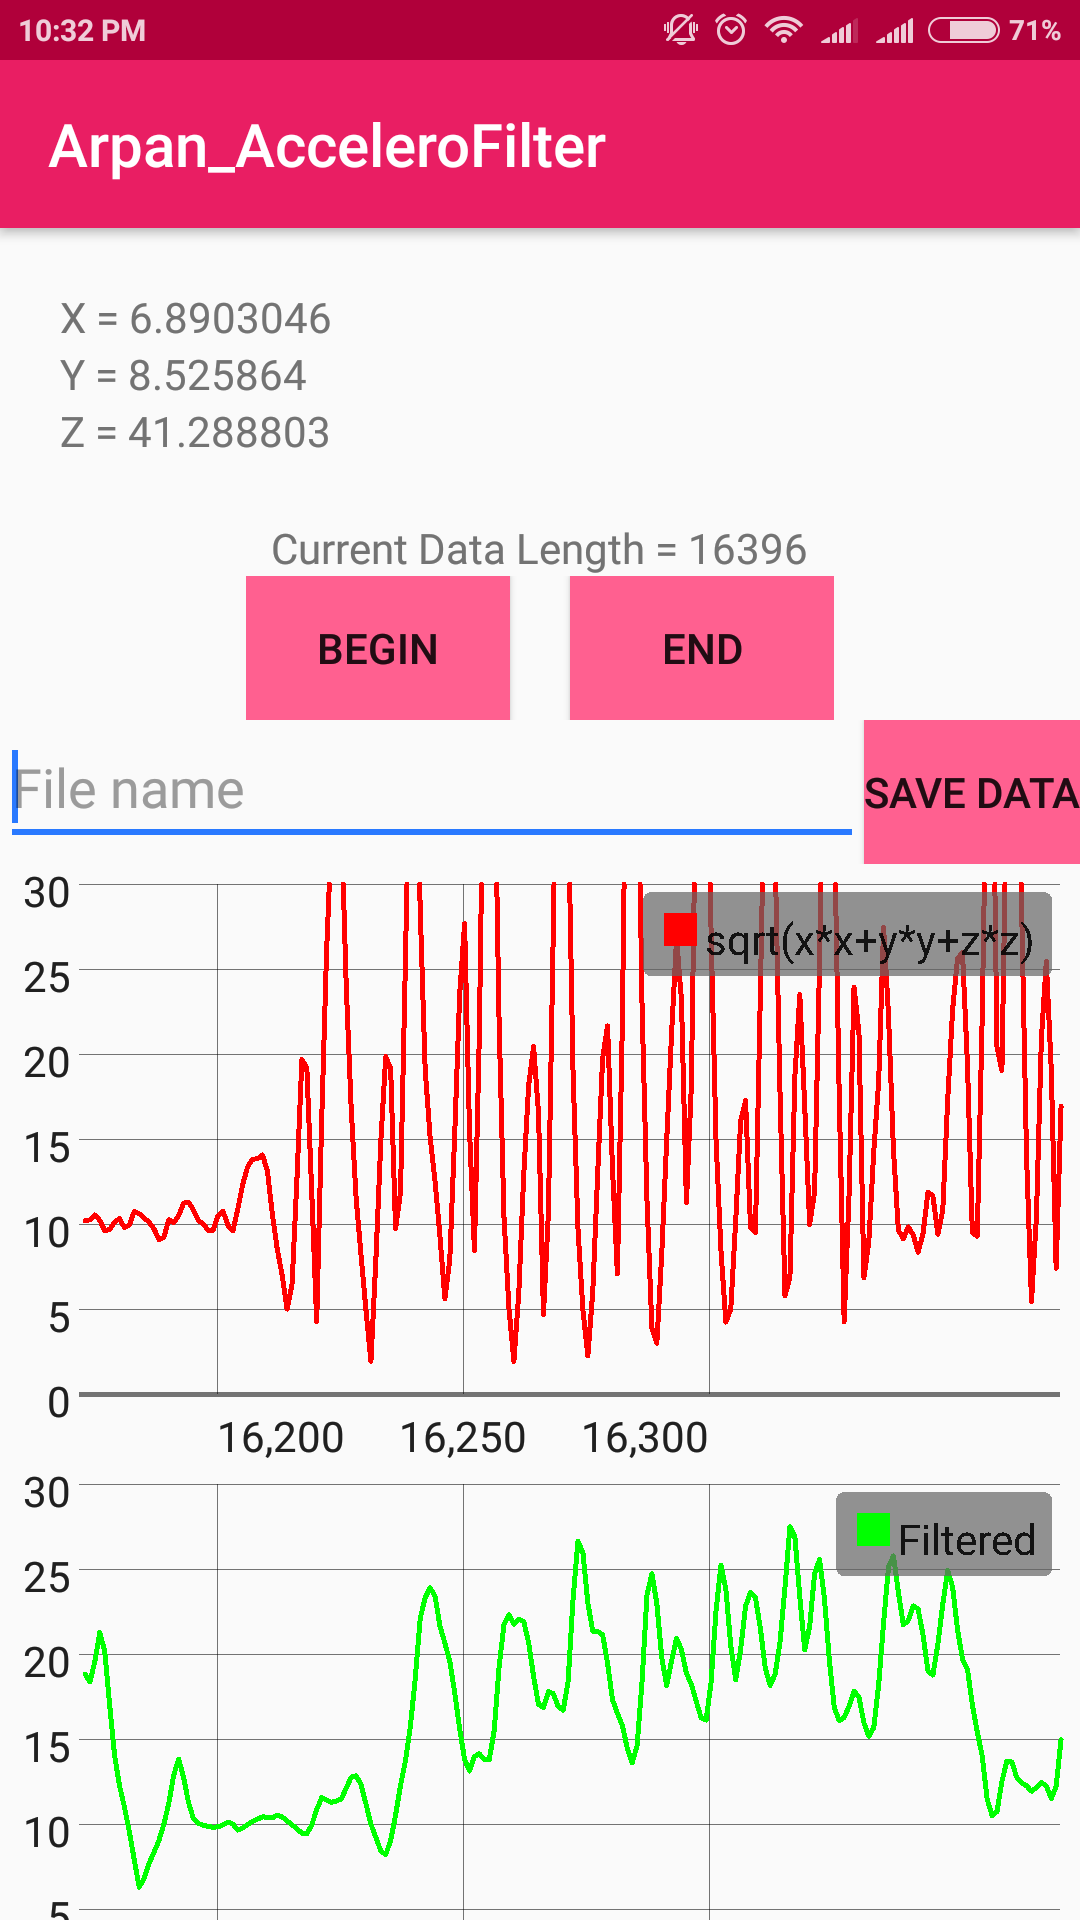 10:32 PM 71%
Arpan_AcceleroFilter
X = 6.8903046
Y = 8.525864
Z = 41.288803
Current Data Length = 16396
BEGIN END
File name
SAVE DATA
30
sqrt(x*x+y*y+z*z)
25
20
15
10
5
0
16,200 16,250 16,300
30
Filtered
25
20
15
10
5